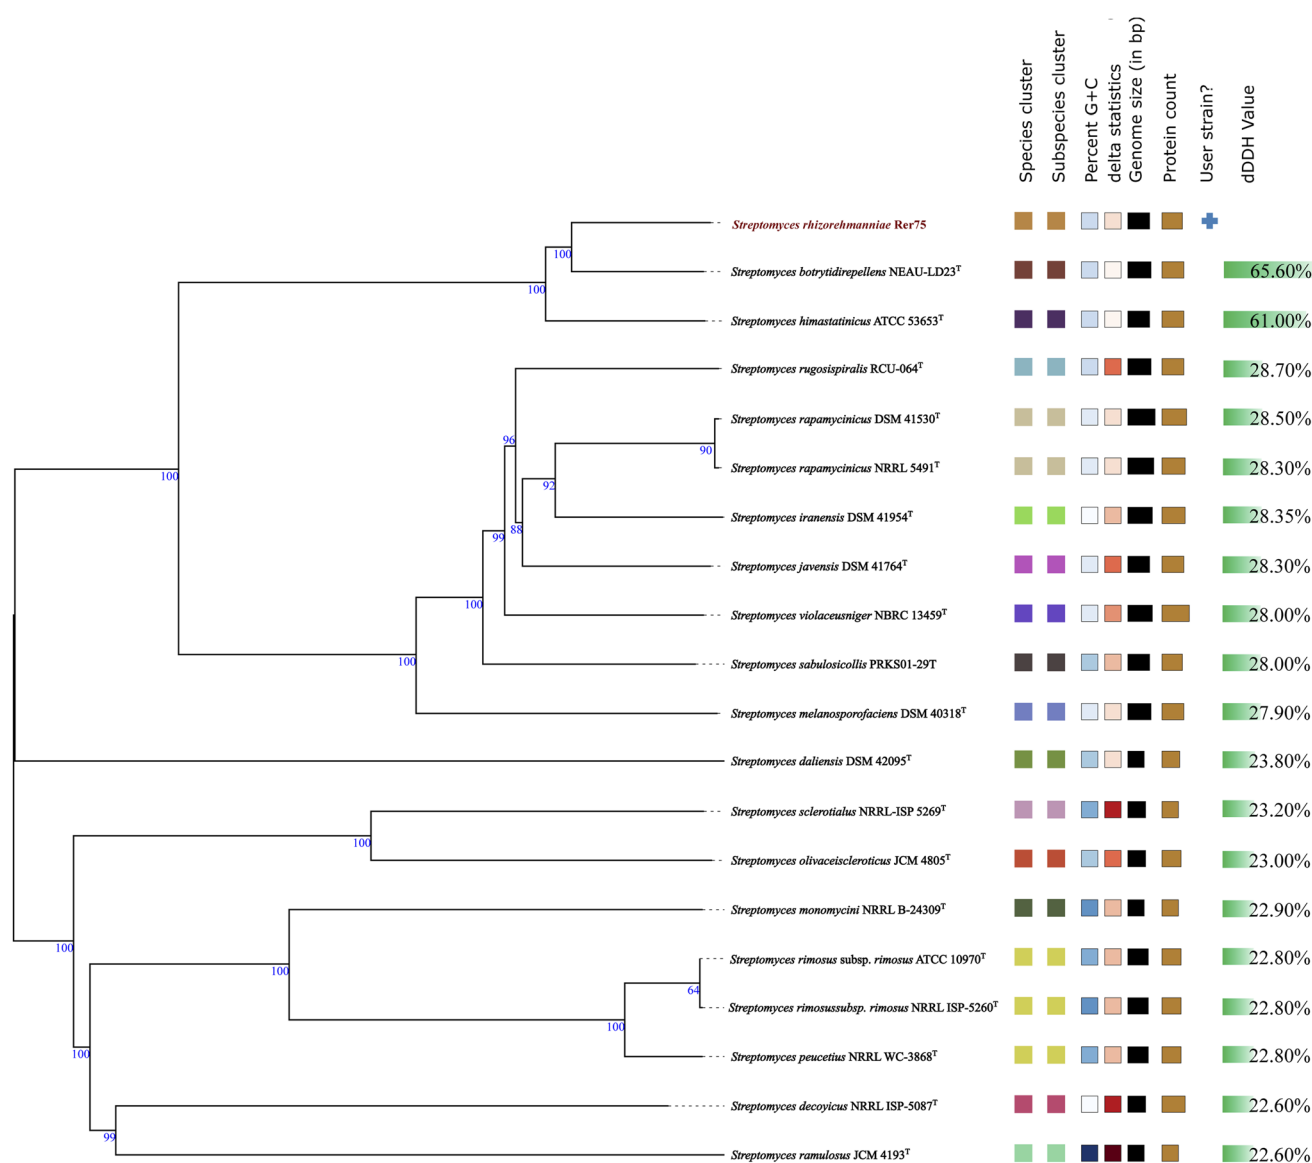 Species cluster
Subspecies cluster
Percent G+C
delta statistics
Genome size (in bp)
Protein count
User strain?
dDDH Value
Streptomyces rhizorehmanniae Rer75
100
Streptomyces botrytidirepellens NEAU-LD23T 65.60%
100
Streptomyces himastatinicus ATCC 53653T 61.00%
Streptomyces rugosispiralis RCU-064T 28.70%
Streptomyces rapamycinicus DSM 41530T 28.50%
96
90
Streptomyces rapamycinicus NRRL 5491T 28.30%
100
92
Streptomyces iranensis DSM 41954T 28.35%
88
99
Streptomyces javensis DSM 41764T 28.30%
100
Streptomyces violaceusniger NBRC 13459T 28.00%
100
Streptomyces sabulosicollis PRKS01-29T 28.00%
Streptomyces melanosporofaciens DSM 40318T 27.90%
Streptomyces daliensis DSM 42095T 23.80%
Streptomyces sclerotialus NRRL-ISP 5269T 23.20%
100
Streptomyces olivaceiscleroticus JCM 4805T 23.00%
Streptomyces monomycini NRRL B-24309T 22.90%
100
Streptomyces rimosus subsp. rimosus ATCC 10970T 22.80%
100
64
Streptomyces rimosussubsp. rimosus NRRL ISP-5260T 22.80%
100
100
Streptomyces peucetius NRRL WC-3868T 22.80%
Streptomyces decoyicus NRRL ISP-5087T 22.60%
99
Streptomyces ramulosus JCM 4193T 22.60%